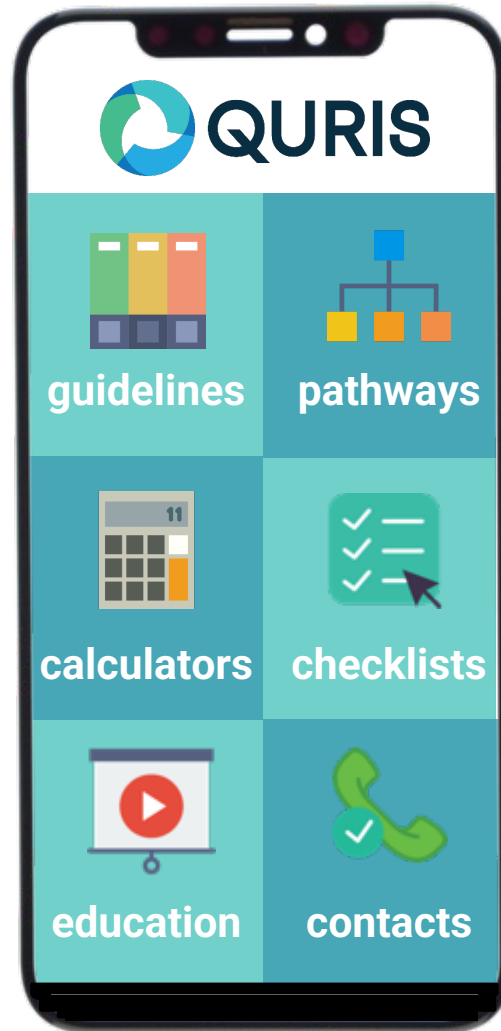 QURIS
guidelines
pathways
11
calculators
checklists
education
contacts